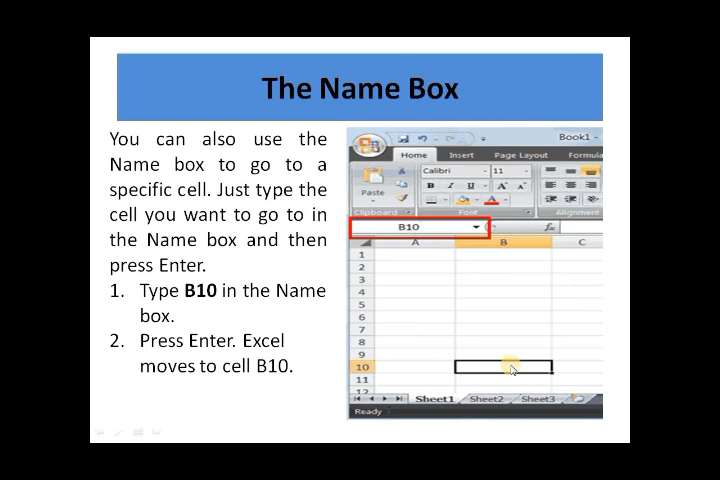 The Name Box
You can also use the
Name box to go to a
specific cell. Just type the
cell you want to go to in
the Name box and then
press Enter.
1. Type B10 in the Name
box.
2. Press Enter. Excel
moves to cell B10.
Book1 -
Home Insert Page Layout Formula
Calibri 11
Paste B I U A A
A
Clipboard Font Alignment
B10 fx
A B C
1
2
3
4
5
6
7
8
9
10
11
12
Sheet1 Sheet2 Sheet3
Ready